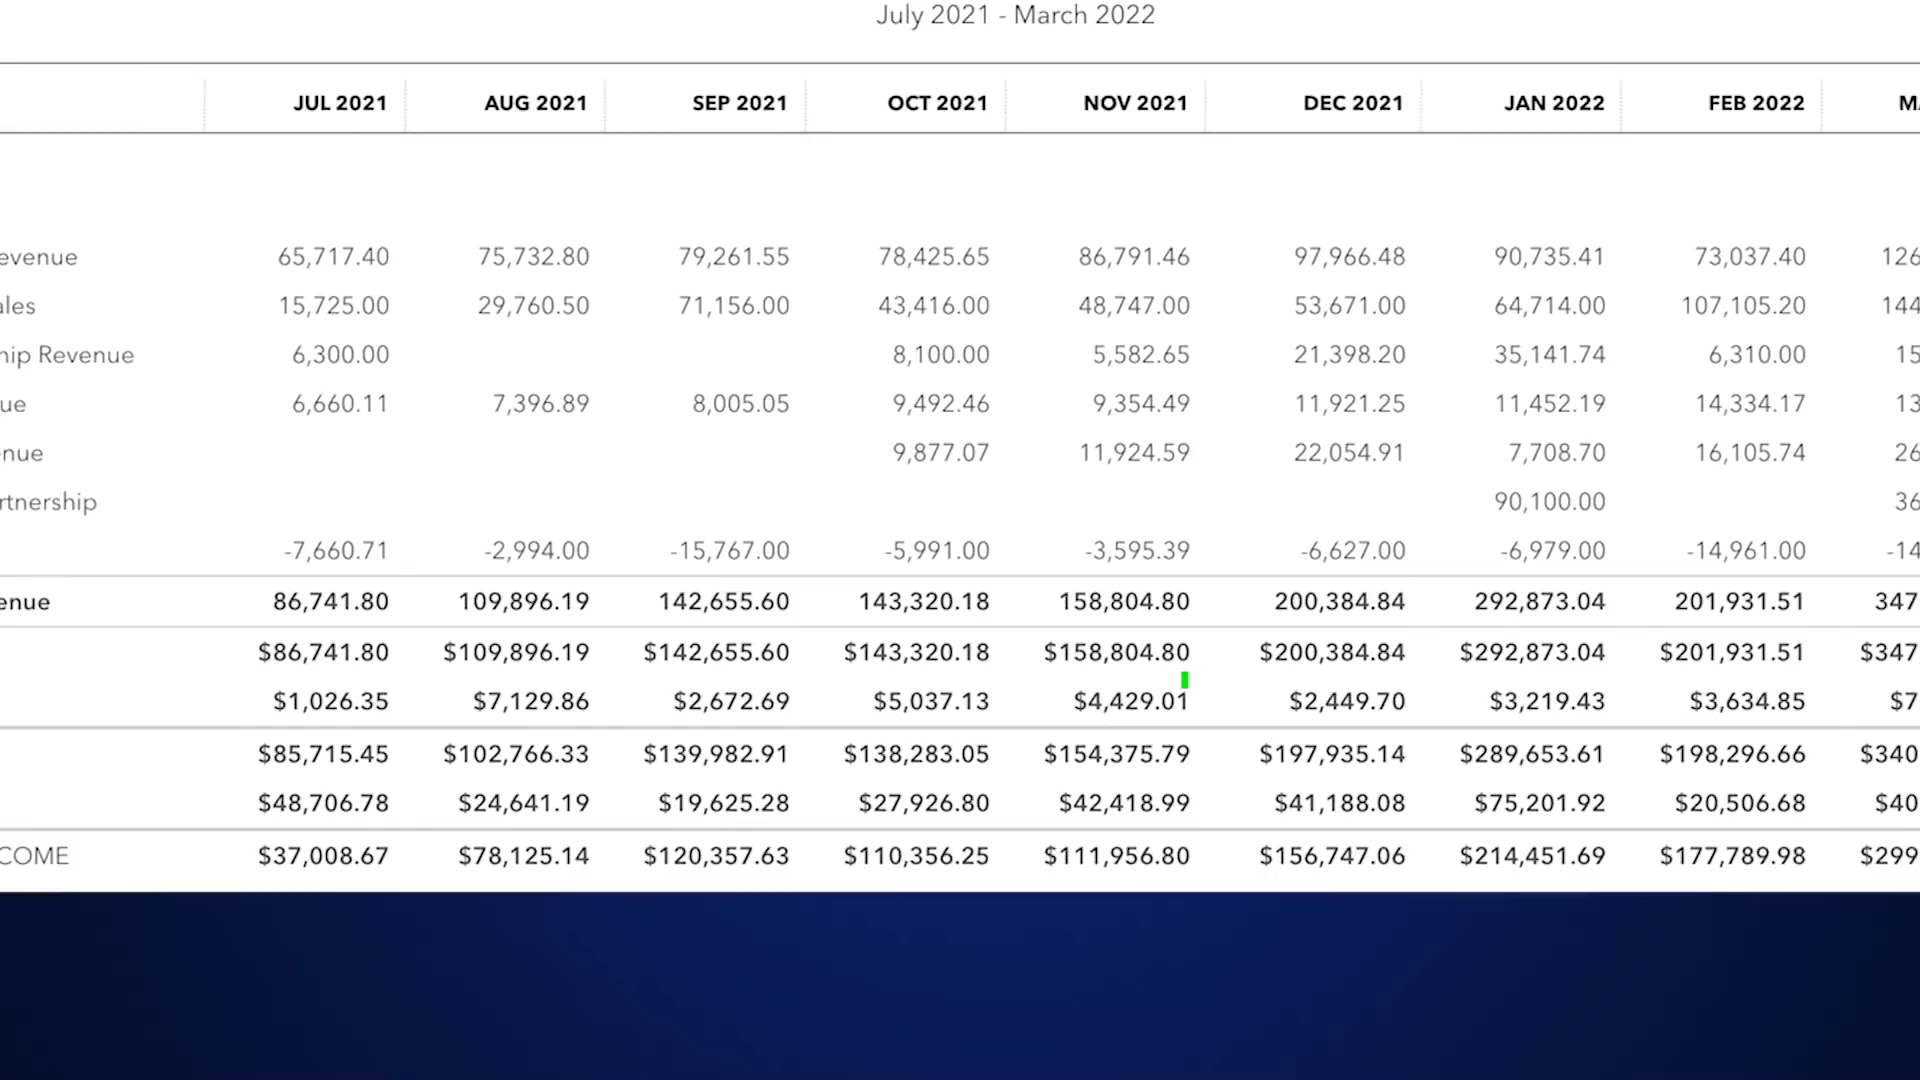 July 2021 - March 2022
JUL 2021 AUG 2021 SEP 2021 OCT 2021 NOV 2021 DEC 2021 JAN 2022 FEB 2022 MA
evenue 65,717.40 75,732.80 79,261.55 78,425.65 86,791.46 97,966.48 90,735.41 73,037.40 126
ales 15,725.00 29,760.50 71,156.00 43,416.00 48,747.00 53,671.00 64,714.00 107,105.20 144
hip Revenue 6,300.00 8,100.00 5,582.65 21,398.20 35,141.74 6,310.00 15
ue 6,660.11 7,396.89 8,005.05 9,492.46 9,354.49 11,921.25 11,452.19 14,334.17 13
enue 9,877.07 11,924.59 22,054.91 7,708.70 16,105.74 26
rtnership 90,100.00 36
-7,660.71 -2,994.00 -15,767.00 -5,991.00 -3,595.39 -6,627.00 -6,979.00 -14,961.00 -14
enue 86,741.80 109,896.19 142,655.60 143,320.18 158,804.80 200,384.84 292,873.04 201,931.51 347
$86,741.80 $109,896.19 $142,655.60 $143,320.18 $158,804.80 $200,384.84 $292,873.04 $201,931.51 $347
$1,026.35 $7,129.86 $2,672.69 $5,037.13 $4,429.01 $2,449.70 $3,219.43 $3,634.85 $7
$85,715.45 $102,766.33 $139,982.91 $138,283.05 $154,375.79 $197,935.14 $289,653.61 $198,296.66 $340
$48,706.78 $24,641.19 $19,625.28 $27,926.80 $42,418.99 $41,188.08 $75,201.92 $20,506.68 $40
COME $37,008.67 $78,125.14 $120,357.63 $110,356.25 $111,956.80 $156,747.06 $214,451.69 $177,789.98 $299